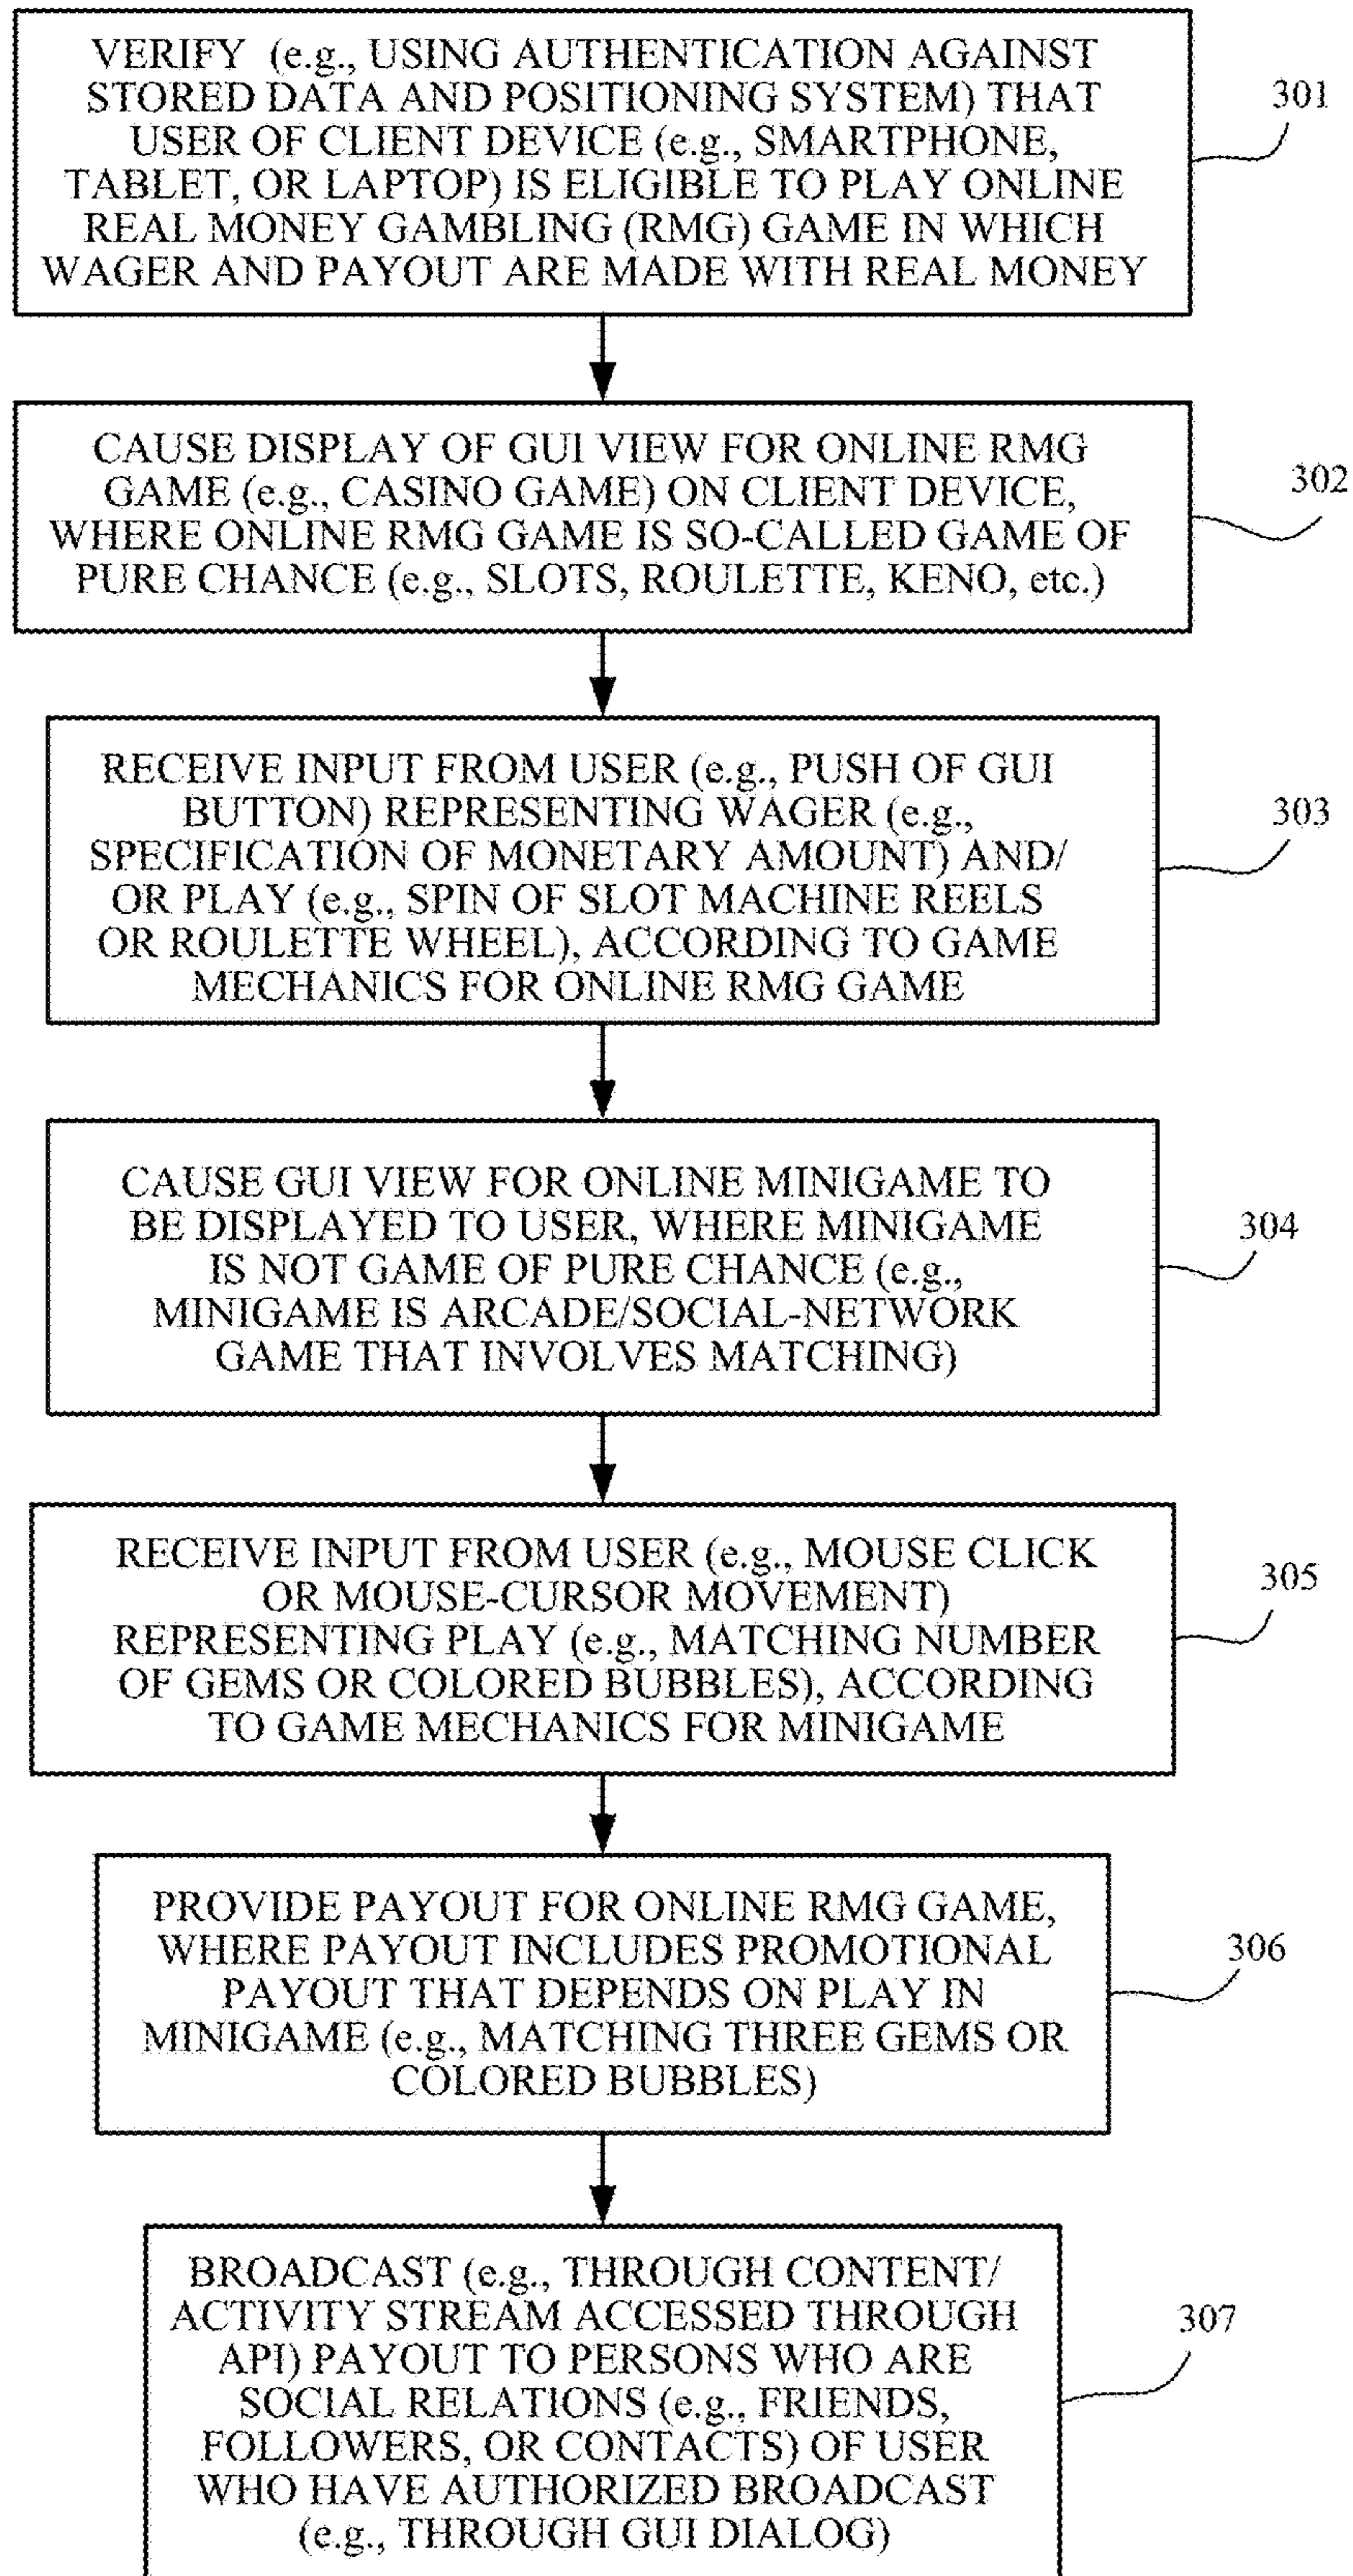 VERIFY (e.g., USING AUTHENTICATION AGAINST
STORED DATA AND POSITIONING SYSTEM) THAT
USER OF CLIENT DEVICE (e.g., SMARTPHONE,
TABLET, OR LAPTOP) IS ELIGIBLE TO PLAY ONLINE
REAL MONEY GAMBLING (RMG) GAME IN WHICH
WAGER AND PAYOUT ARE MADE WITH REAL MONEY
301
CAUSE DISPLAY OF GUI VIEW FOR ONLINE RMG
GAME (e.g., CASINO GAME) ON CLIENT DEVICE,
WHERE ONLINE RMG GAME IS SO-CALLED GAME OF
PURE CHANCE (e.g., SLOTS, ROULETTE, KENO, etc.)
302
RECEIVE INPUT FROM USER (e.g., PUSH OF GUI
BUTTON) REPRESENTING WAGER (e.g.,
SPECIFICATION OF MONETARY AMOUNT) AND/
OR PLAY (e.g., SPIN OF SLOT MACHINE REELS
OR ROULETTE WHEEL), ACCORDING TO GAME
MECHANICS FOR ONLINE RMG GAME
303
CAUSE GUI VIEW FOR ONLINE MINIGAME TO
BE DISPLAYED TO USER, WHERE MINIGAME
IS NOT GAME OF PURE CHANCE (e.g.,
MINIGAME IS ARCADE/SOCIAL-NETWORK
GAME THAT INVOLVES MATCHING)
304
RECEIVE INPUT FROM USER (e.g., MOUSE CLICK
OR MOUSE-CURSOR MOVEMENT)
REPRESENTING PLAY (e.g., MATCHING NUMBER
OF GEMS OR COLORED BUBBLES), ACCORDING
TO GAME MECHANICS FOR MINIGAME
305
PROVIDE PAYOUT FOR ONLINE RMG GAME,
WHERE PAYOUT INCLUDES PROMOTIONAL
PAYOUT THAT DEPENDS ON PLAY IN
MINIGAME (e.g., MATCHING THREE GEMS OR
COLORED BUBBLES)
306
BROADCAST (e.g., THROUGH CONTENT/
ACTIVITY STREAM ACCESSED THROUGH
API) PAYOUT TO PERSONS WHO ARE
SOCIAL RELATIONS (e.g., FRIENDS,
FOLLOWERS, OR CONTACTS) OF USER
WHO HAVE AUTHORIZED BROADCAST
(e.g., THROUGH GUI DIALOG)
307